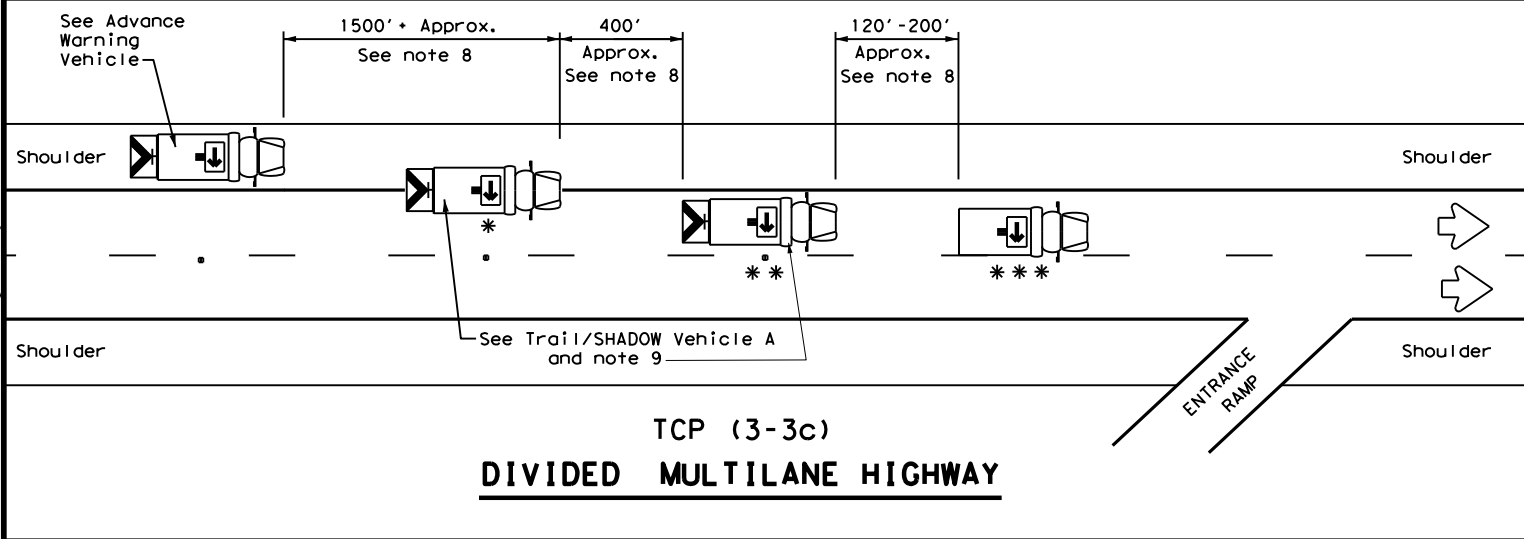 See Advance
Warning
Vehicle
1500'+ Approx.
See note 8
400'
Approx.
See note 8
120'-200'
Approx.
See note 8
Shoulder
Shoulder
*
* *
* * *
See Trail/SHADOW Vehicle A
and note 9
Shoulder
Shoulder
ENTRANCE
RAMP
TCP (3-3c)
DIVIDED MULTILANE HIGHWAY